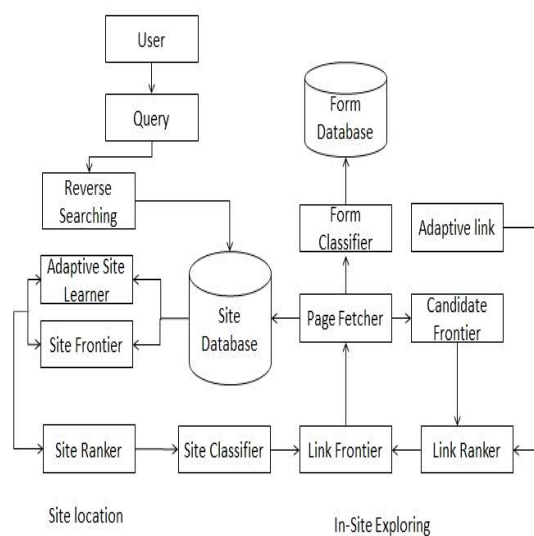 User
Query
Reverse
Searching
Form
Database
Form
Classifier
Adaptive link
Adaptive Site
Learner
Site Frontier
Site
Database
Page Fetcher
Candidate
Frontier
Site Ranker
Site Classifier
Link Frontier
Link Ranker
Site location
In-Site Exploring